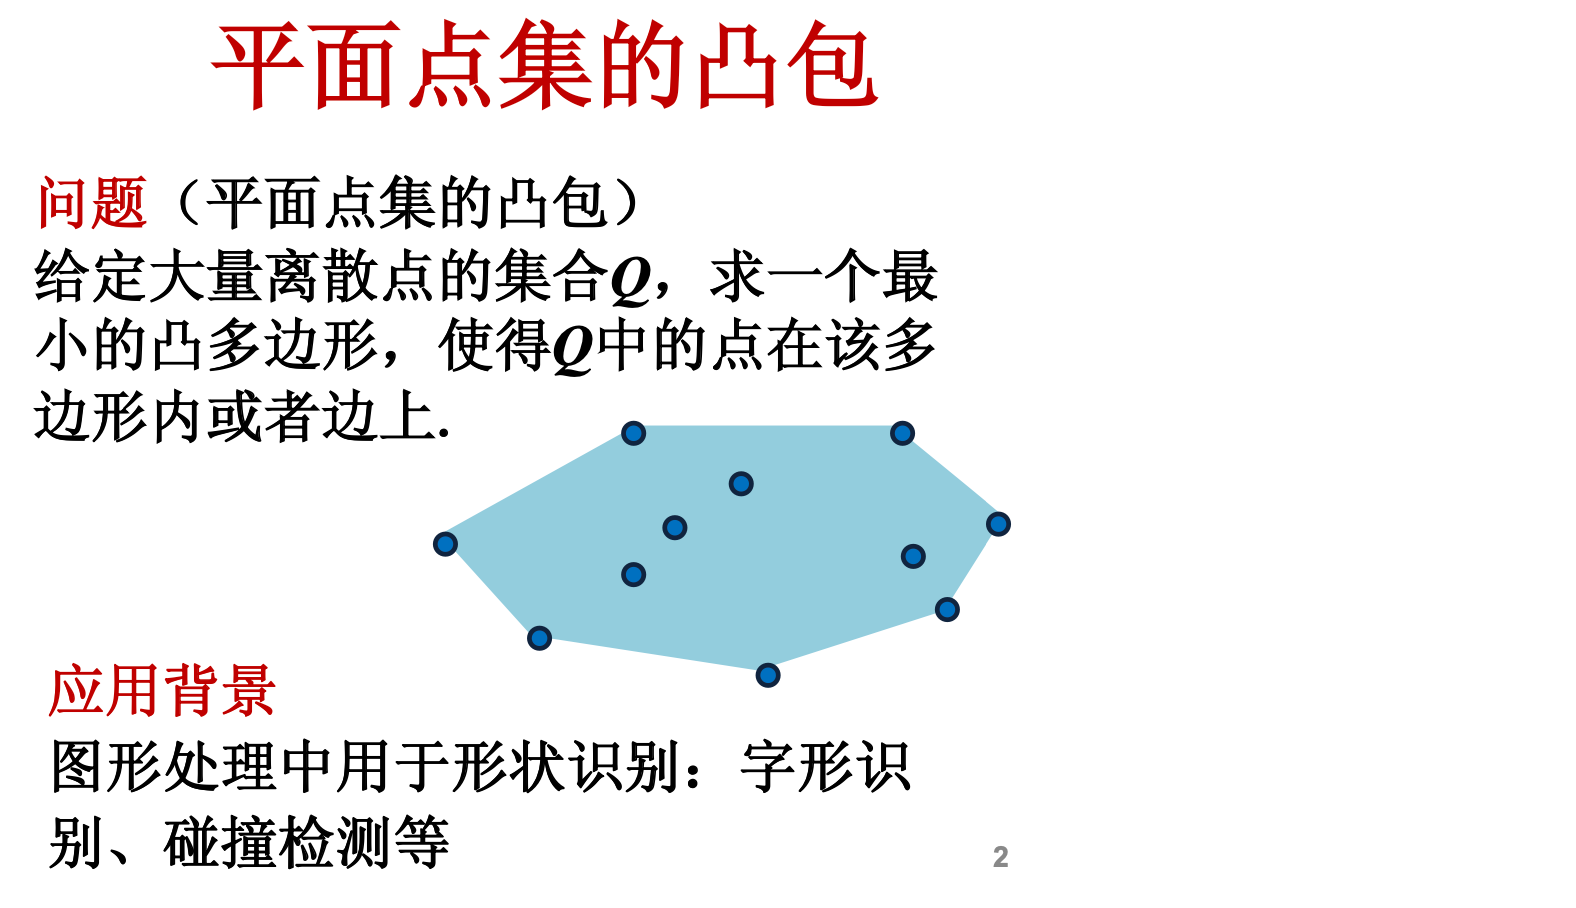 平面点集的凸包
问题（平面点集的凸包）
给定大量离散点的集合Q，求一个最
小的凸多边形，使得Q中的点在该多
边形内或者边上.
应用背景
图形处理中用于形状识别：字形识
别、碰撞检测等
2